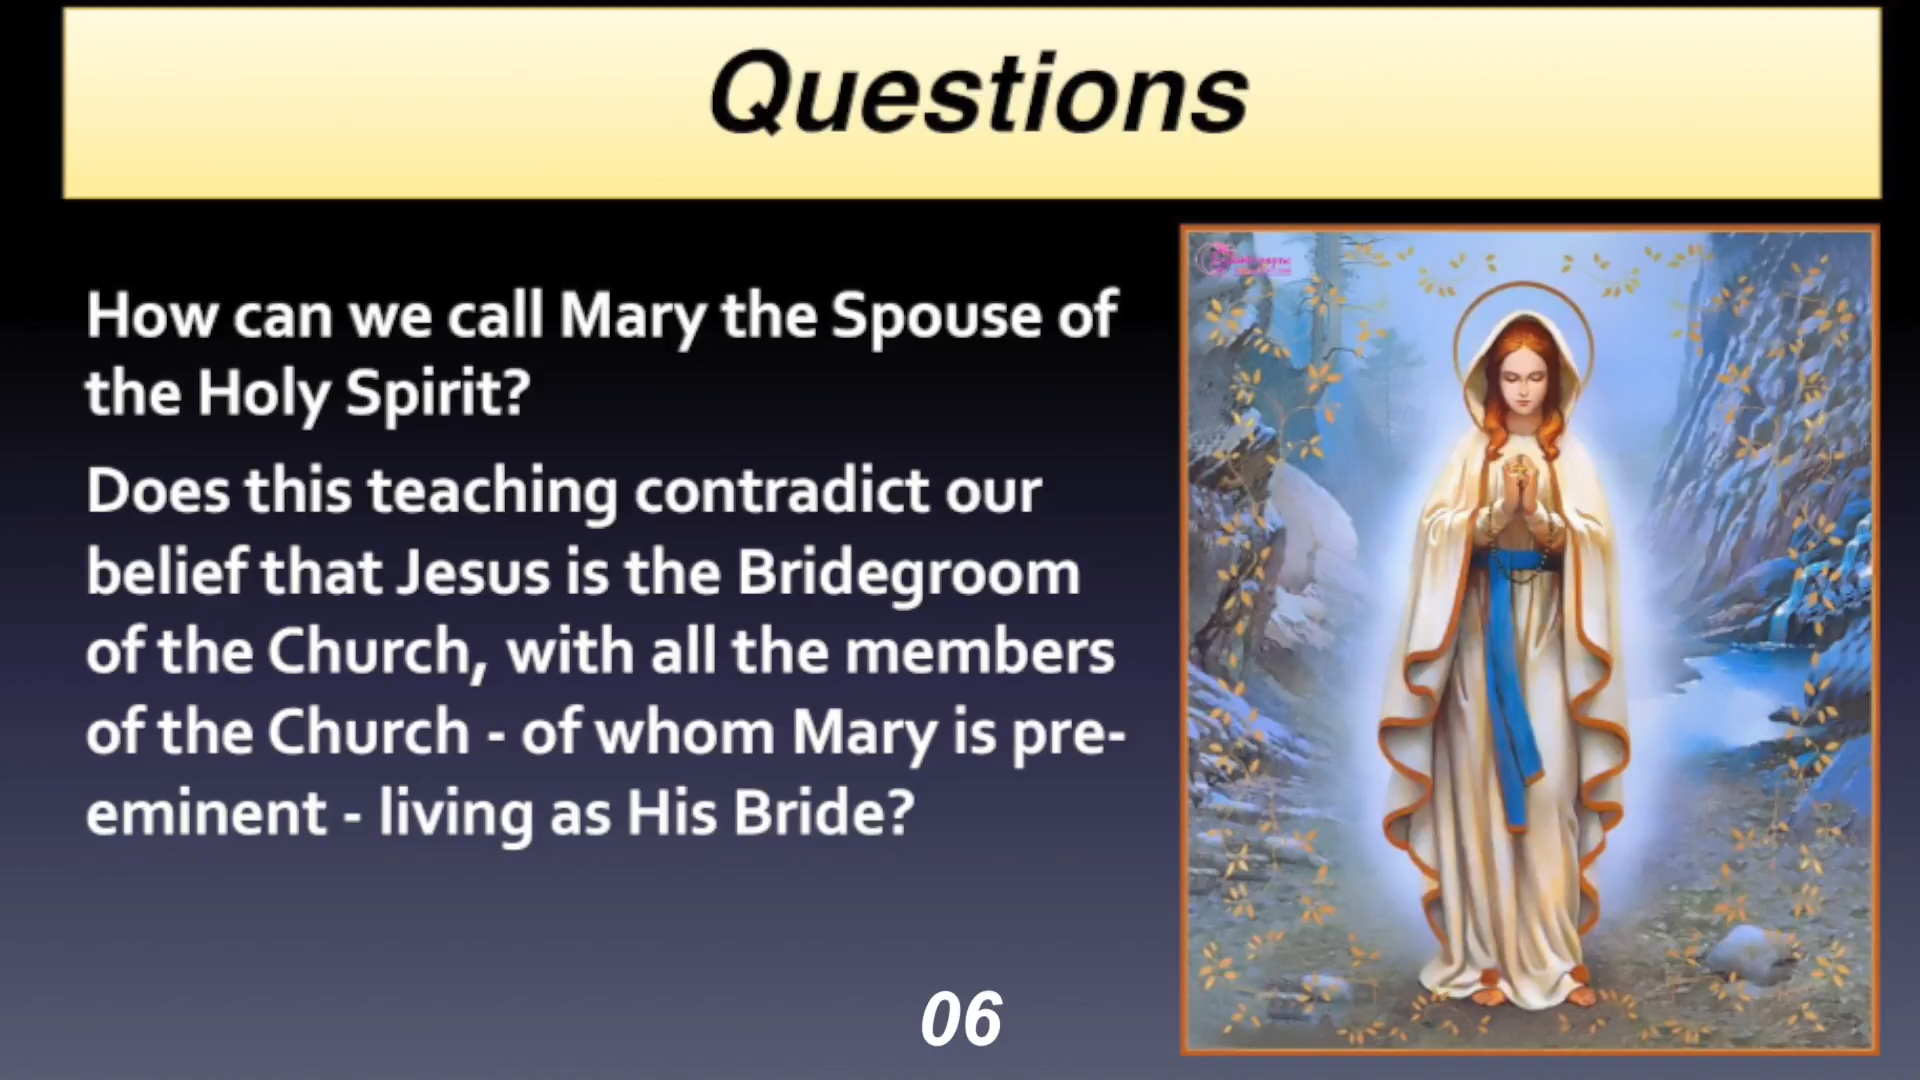 Questions
How can we call Mary the Spouse of
the Holy Spirit?
Does this teaching contradict our
belief that Jesus is the Bridegroom
of the Church, with all the members
of the Church - of whom Mary is pre-
eminent - living as His Bride?
06